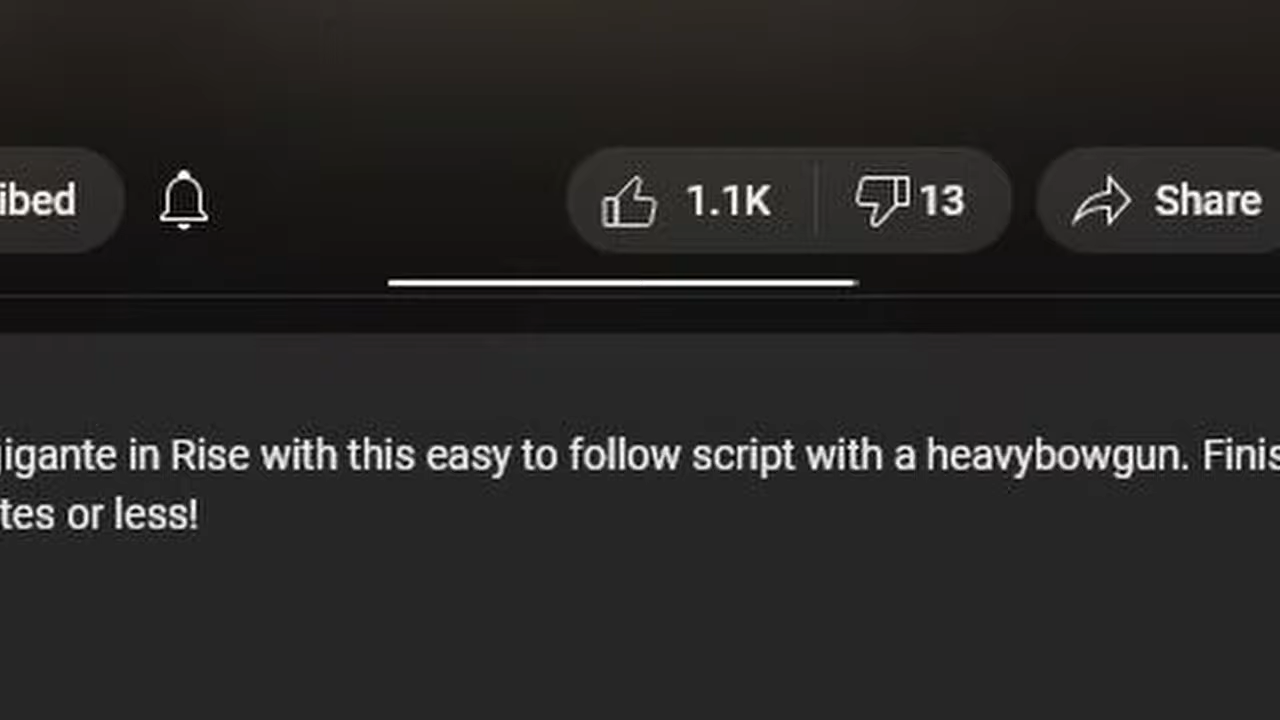 ibed 1.1K 13 Share
igante in Rise with this easy to follow script with a heavybowgun. Finis
tes or less!